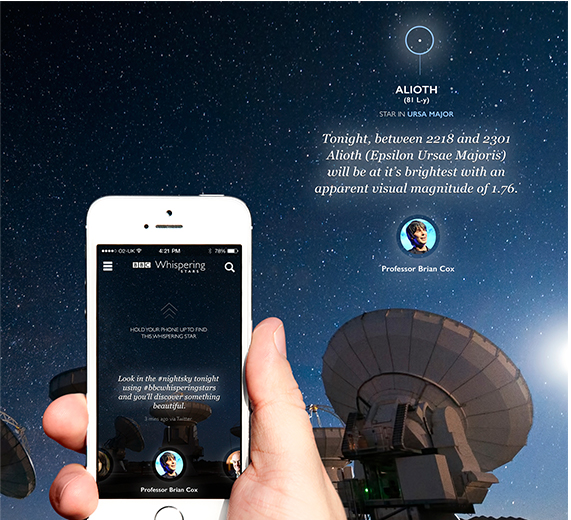 ALIOTH
(81 L-y)
STAR IN URSA MAJOR
Tonight, between 2218 and 2301
Alioth (Epsilon Ursae Majoris)
will be at it's brightest with an
apparent visual magnitude of 1.76.
Professor Brian Cox
O2-UK 4:21 PM 78%
BBC Whispering
STARS
HOLD YOUR PHONE UP TO FIND
THIS WHISPERING STAR
Look in the #nightsky tonight
using #bbcwhisperingstars
and you'll discover something
beautiful.
3 mins ago via Twitter
Professor Brian Cox